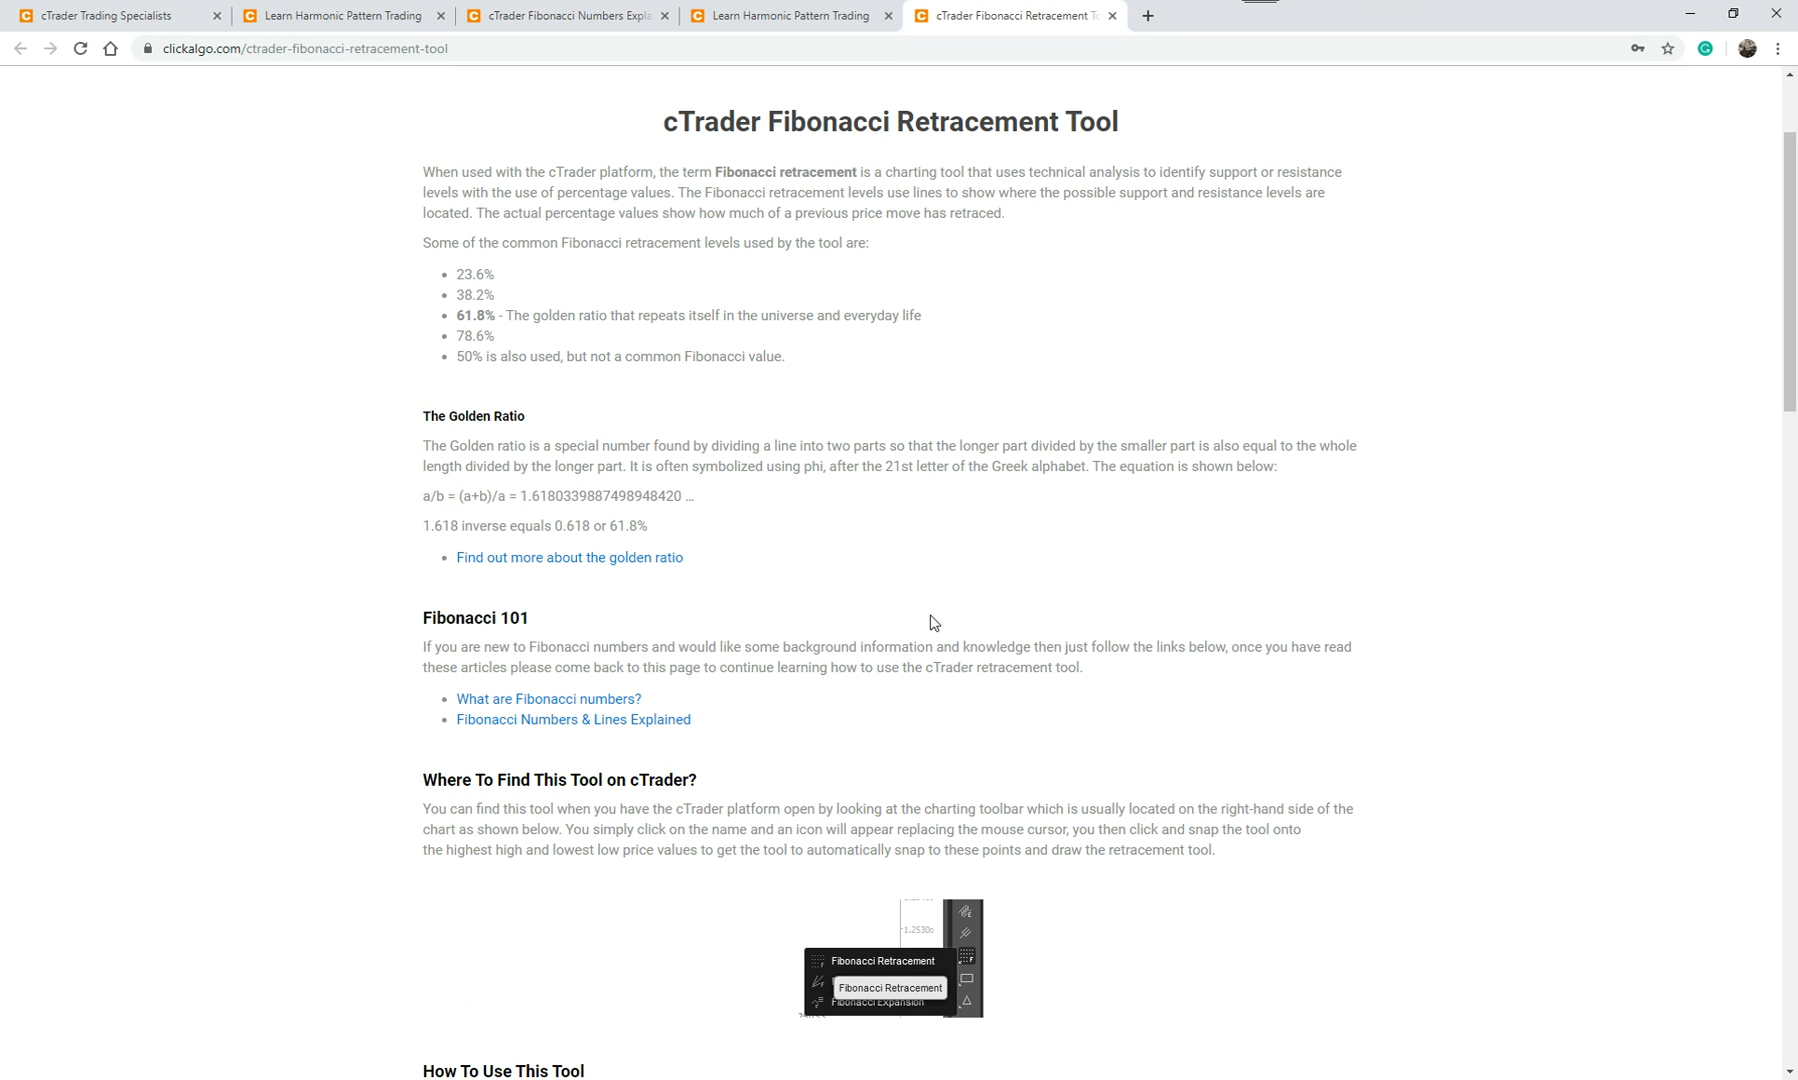 cTrader Trading Specialists
Learn Harmonic Pattern Trading
cTrader Fibonacci Numbers Expla
Learn Harmonic Pattern Trading
cTrader Fibonacci Retracement To
clickalgo.com/ctrader-fibonacci-retracement-tool
cTrader Fibonacci Retracement Tool
When used with the cTrader platform, the term Fibonacci retracement is a charting tool that uses technical analysis to identify support or resistance
levels with the use of percentage values. The Fibonacci retracement levels use lines to show where the possible support and resistance levels are
located. The actual percentage values show how much of a previous price move has retraced.
Some of the common Fibonacci retracement levels used by the tool are:
• 23.6%
• 38.2%
• 61.8% - The golden ratio that repeats itself in the universe and everyday life
• 78.6%
• 50% is also used, but not a common Fibonacci value.
The Golden Ratio
The Golden ratio is a special number found by dividing a line into two parts so that the longer part divided by the smaller part is also equal to the whole
length divided by the longer part. It is often symbolized using phi, after the 21st letter of the Greek alphabet. The equation is shown below:
a/b = (a+b)/a = 1.6180339887498948420 ...
1.618 inverse equals 0.618 or 61.8%
• Find out more about the golden ratio
Fibonacci 101
If you are new to Fibonacci numbers and would like some background information and knowledge then just follow the links below, once you have read
these articles please come back to this page to continue learning how to use the cTrader retracement tool.
• What are Fibonacci numbers?
• Fibonacci Numbers & Lines Explained
Where To Find This Tool on cTrader?
You can find this tool when you have the cTrader platform open by looking at the charting toolbar which is usually located on the right-hand side of the
chart as shown below. You simply click on the name and an icon will appear replacing the mouse cursor, you then click and snap the tool onto
the highest high and lowest low price values to get the tool to automatically snap to these points and draw the retracement tool.
1.2530
Fibonacci Retracement
Fibonacci Retracement
Fibonacci Expansion
How To Use This Tool